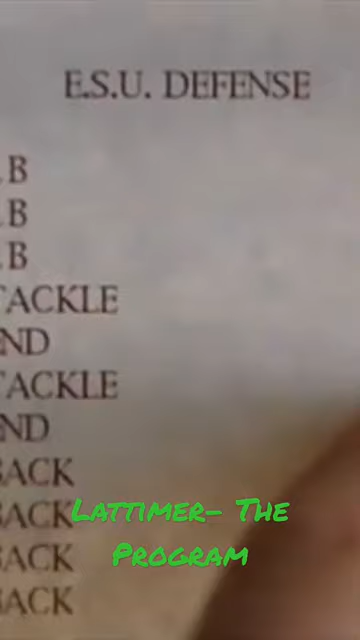 E.S.U. DEFENSE
.B
.B
.B
TACKLE
ND
TACKLE
ND
BACK
BACK
BACK
BACK
Lattimer- The
Program